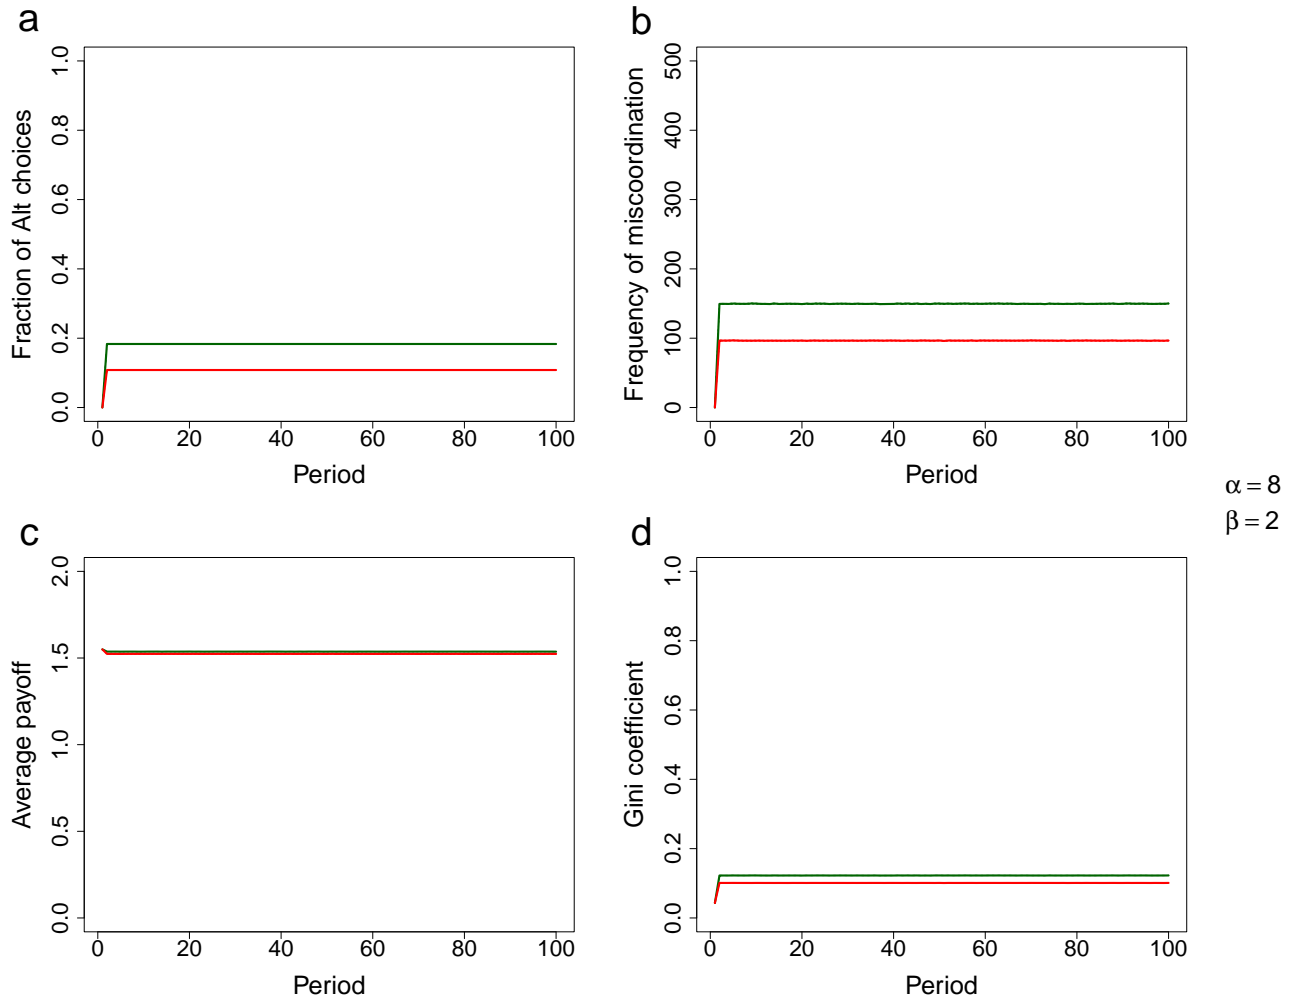 a
Fraction of Alt choices
1.0
0.8
0.6
0.4
0.2
0.0
0 20 40 60 80 100
Period
b
Frequency of miscoordination
500
400
300
200
100
0
0 20 40 60 80 100
Period
α = 8
β = 2
c
Average payoff
2.0
1.5
1.0
0.5
0.0
0 20 40 60 80 100
Period
d
Gini coefficient
1.0
0.8
0.6
0.4
0.2
0.0
0 20 40 60 80 100
Period